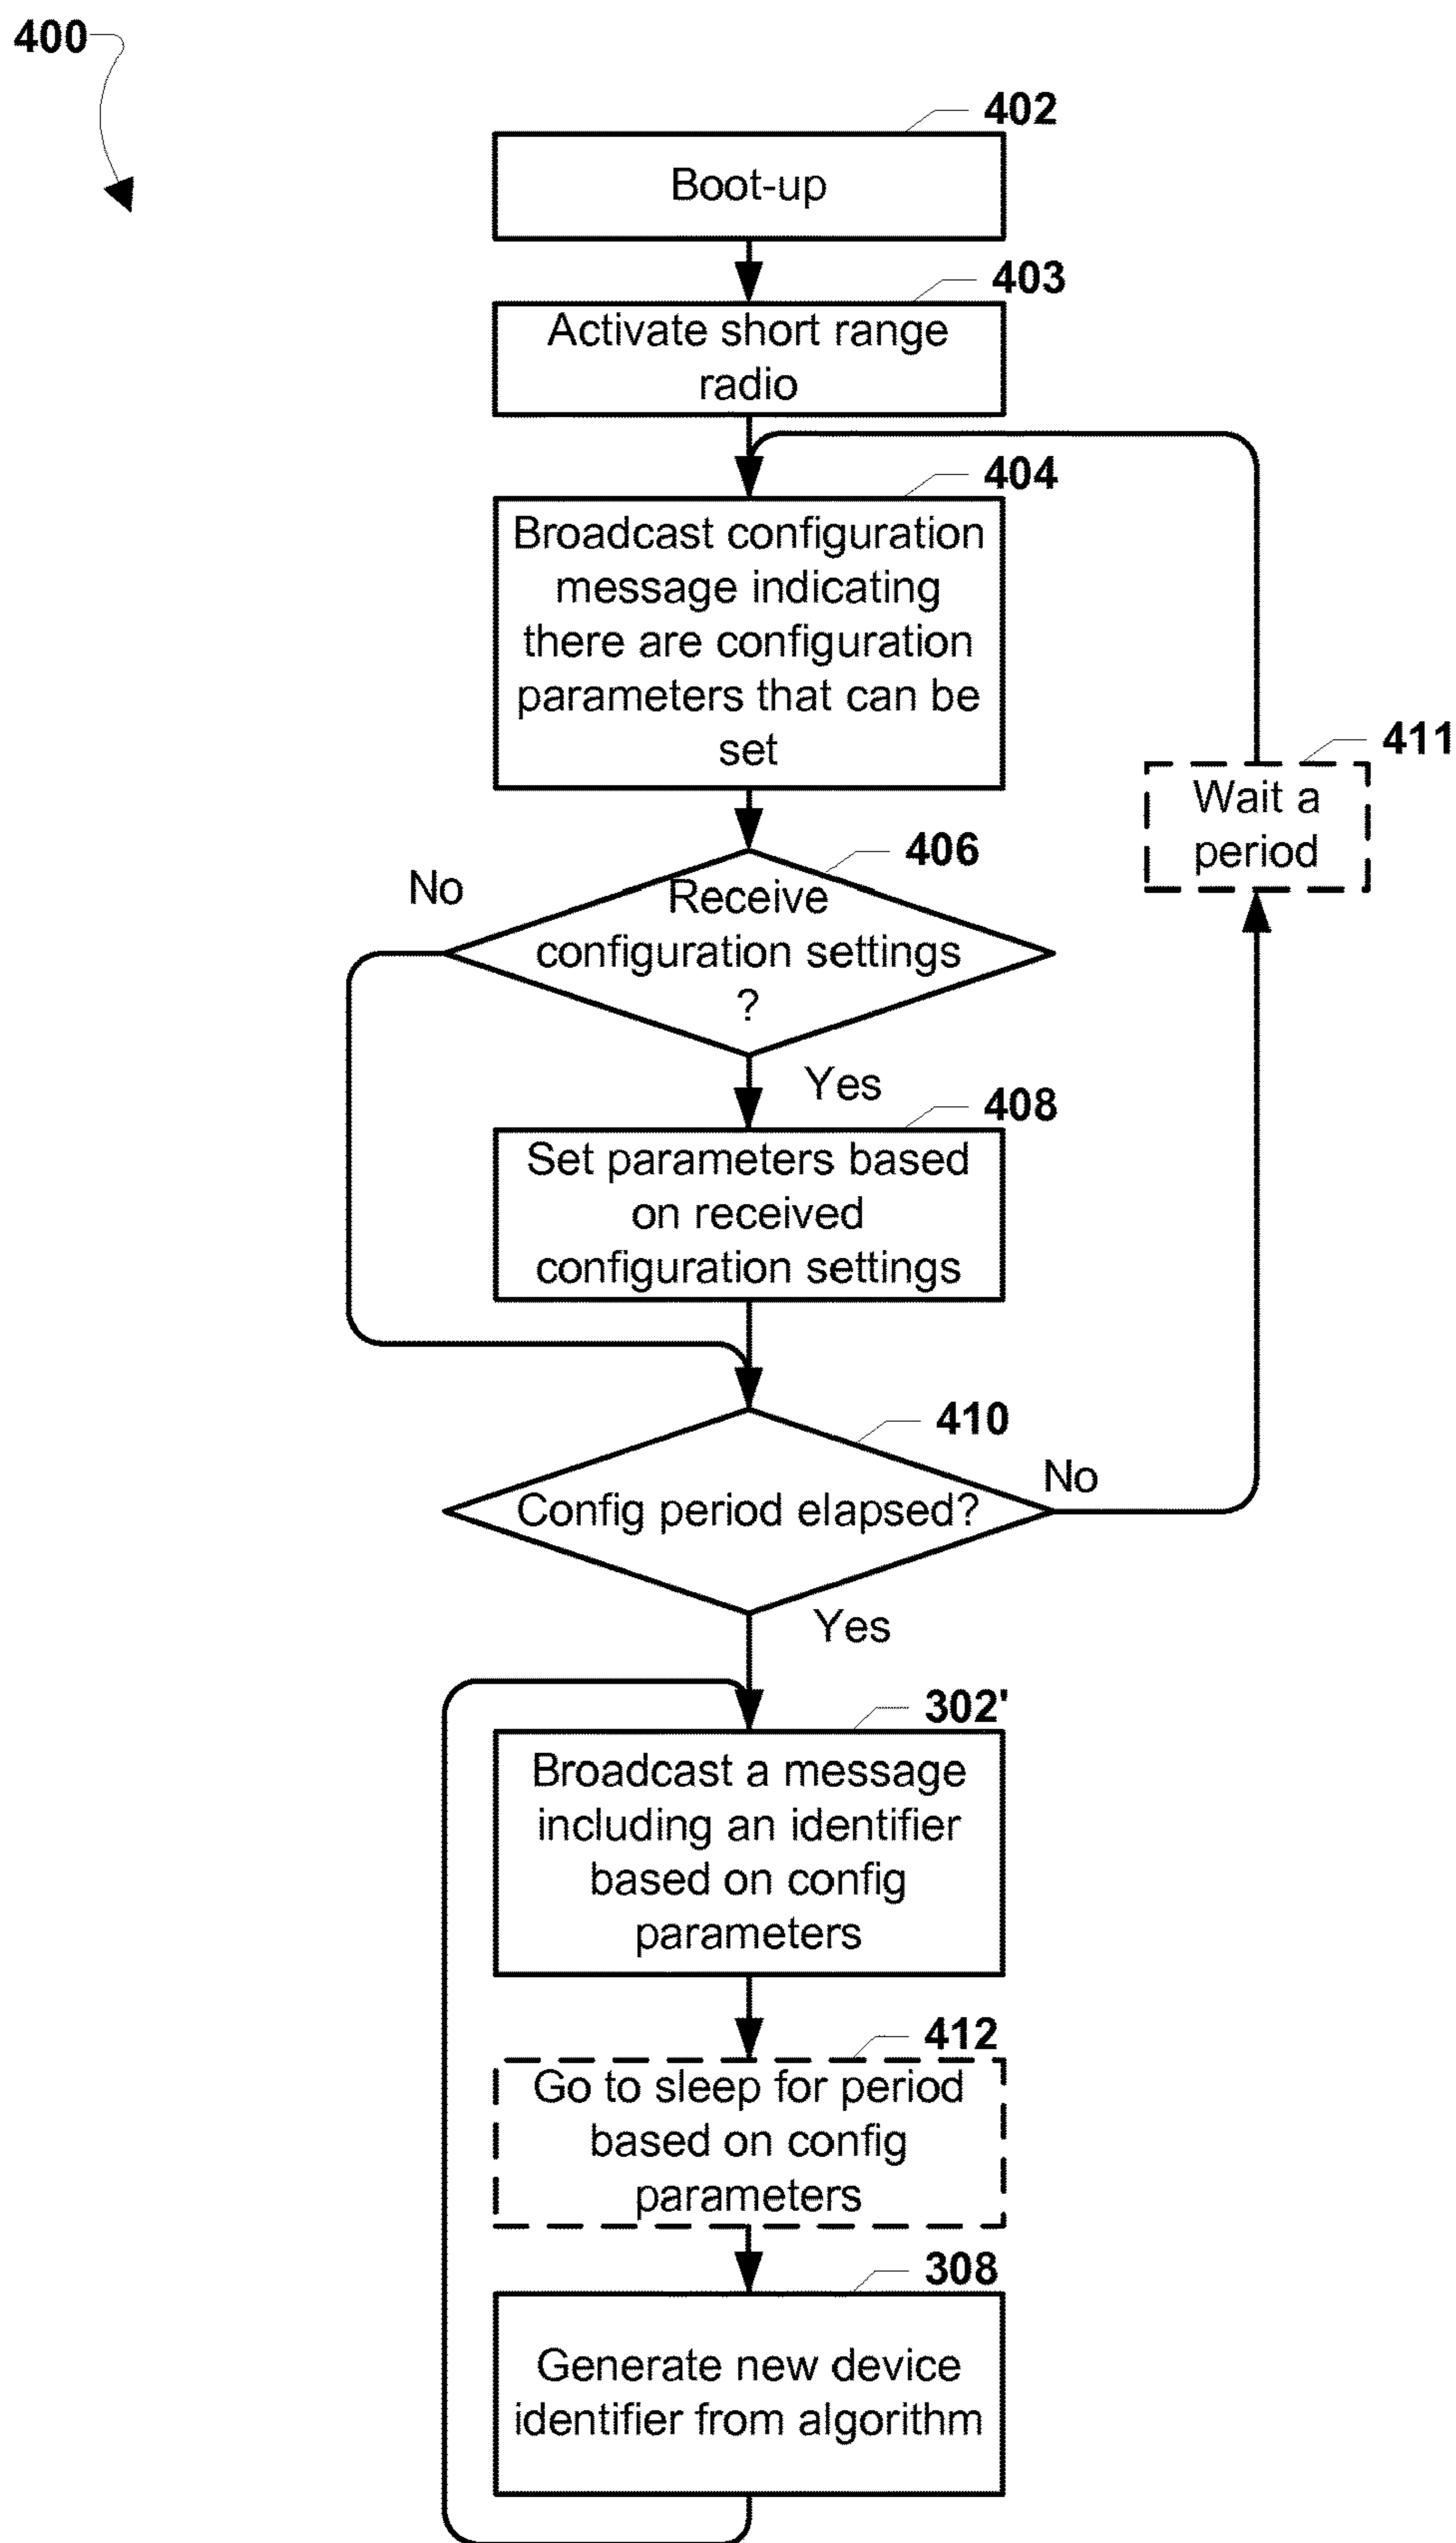 400
402
Boot-up
403
Activate short range
radio
404
Broadcast configuration
message indicating
there are configuration
parameters that can be
set
411
Wait a
period
406
No
Receive
configuration settings
?
Yes
408
Set parameters based
on received
configuration settings
410
No
Config period elapsed?
Yes
302'
Broadcast a message
including an identifier
based on config
parameters
412
Go to sleep for period
based on config
parameters
308
Generate new device
identifier from algorithm